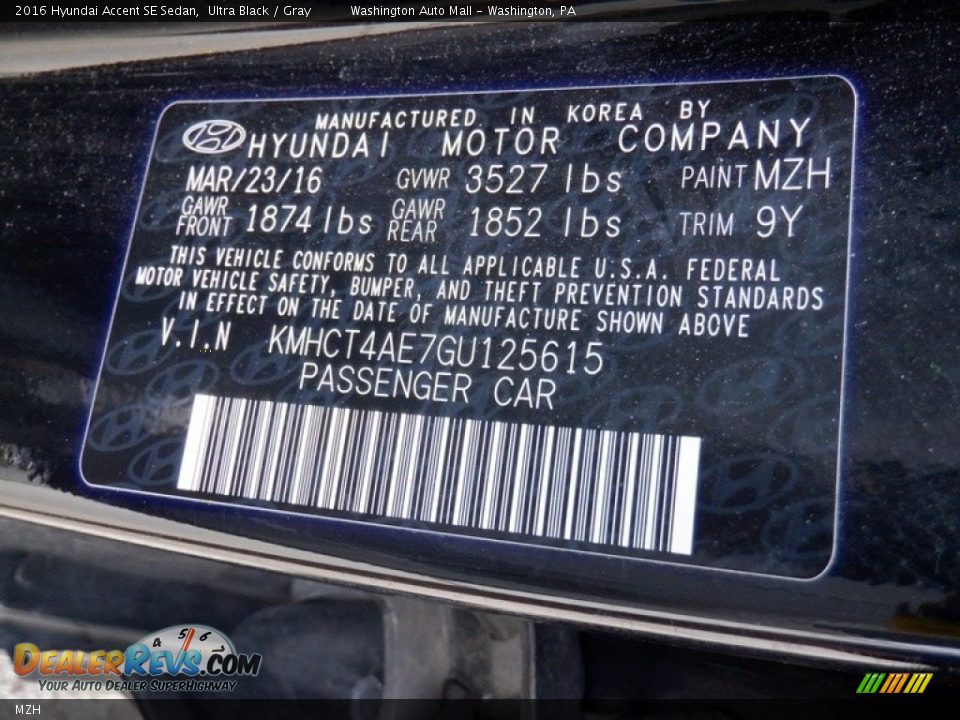 2016 Hyundai Accent SE Sedan,  Ultra Black / Gray    Washington Auto Mall - Washington, PA
MANUFACTURED IN KOREA BY
HYUNDAI MOTOR COMPANY
MAR/23/16 GVWR 3527 lbs PAINT MZH
GAWR FRONT 1874 lbs GAWR REAR 1852 lbs TRIM 9Y
THIS VEHICLE CONFORMS TO ALL APPLICABLE U.S.A. FEDERAL
MOTOR VEHICLE SAFETY, BUMPER, AND THEFT PREVENTION STANDARDS
IN EFFECT ON THE DATE OF MANUFACTURE SHOWN ABOVE
V.I.N KMHCT4AE7GU125615
PASSENGER CAR
4 5 6
DEALERREVS.COM
YOUR AUTO DEALER SUPERHIGHWAY
MZH